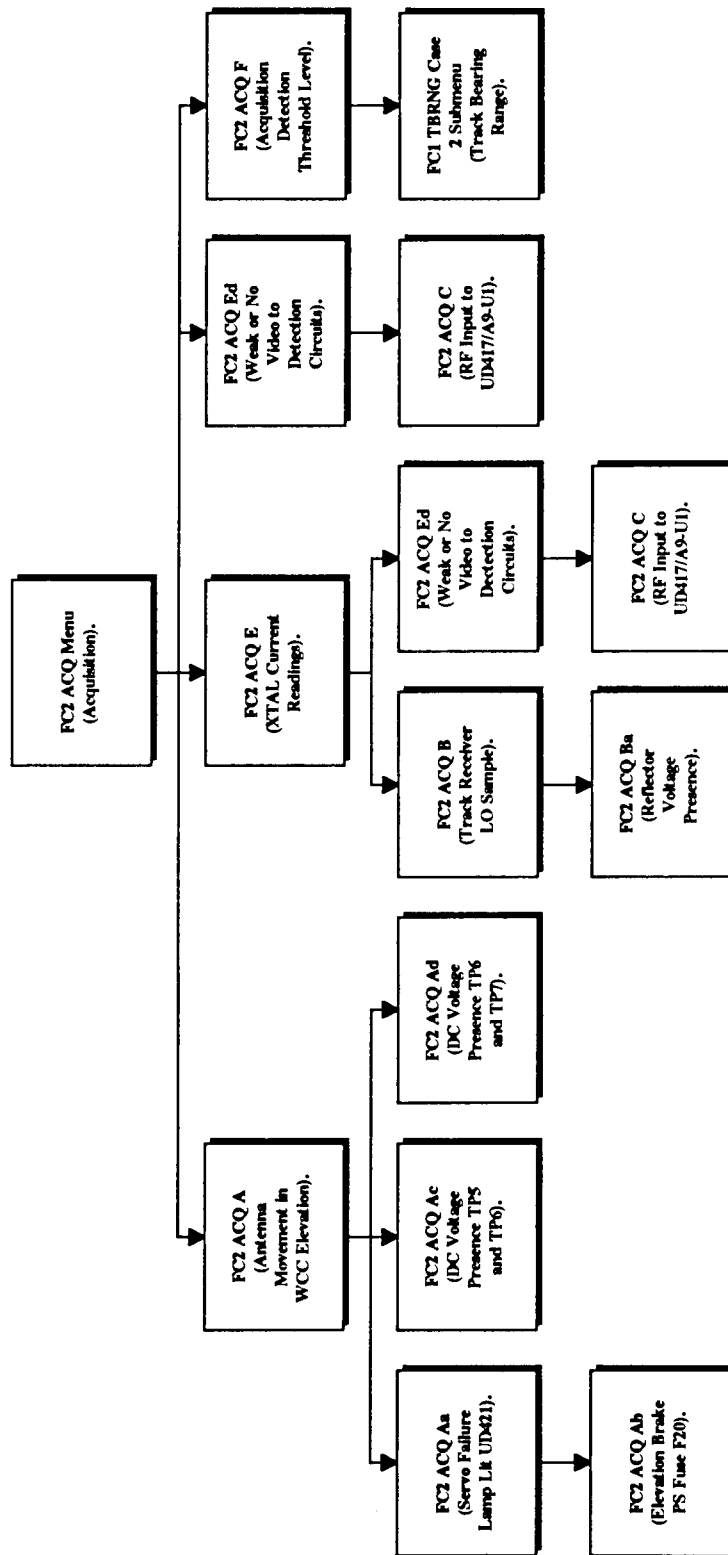 FC2 ACQ Menu
(Acquisition).
FC2 ACQ A
(Antenna
Movement in
WCC Elevation).
FC2 ACQ E
(XTAL Current
Readings).
FC2 ACQ Ed
(Weak or No
Video to
Detection
Circuits).
FC2 ACQ F
(Acquisition
Detection
Threshold Level).
FC2 ACQ Aa
(Servo Failure
Lamp Lit UD421).
FC2 ACQ Ac
(DC Voltage
Presence TP5
and TP6).
FC2 ACQ Ad
(DC Voltage
Presence TP6
and TP7).
FC2 ACQ B
(Track Receiver
LO Sample).
FC2 ACQ Ed
(Weak or No
Video to
Dectection
Circuits).
FC2 ACQ C
(RF Input to
UD417//A9-U1).
FC1 TBRNG Case
2 Submenu
(Track Bearing
Range).
FC2 ACQ Ab
(Elevation Brake
PS Fuse F20).
FC2 ACQ Ba
(Reflector
Voltage
Presence).
FC2 ACQ C
(RF Input to
UD417//A9-U1).